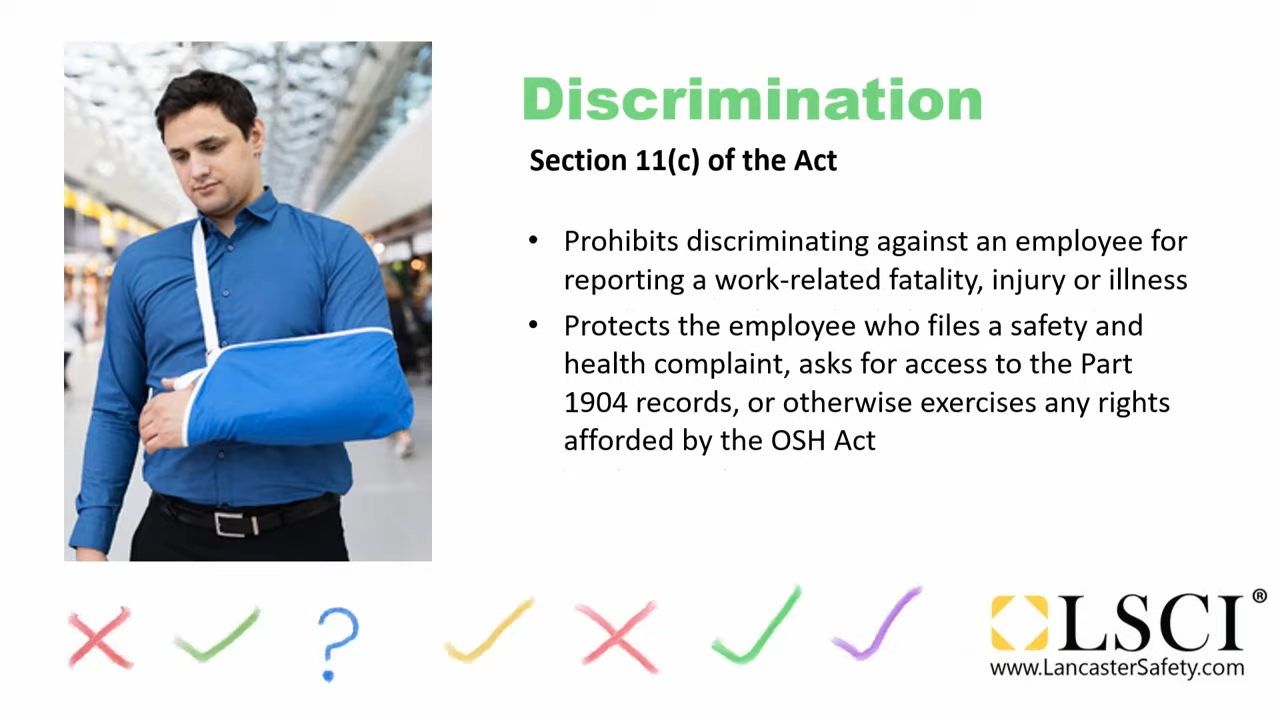 Discrimination
Section 11(c) of the Act
• Prohibits discriminating against an employee for
reporting a work-related fatality, injury or illness
• Protects the employee who files a safety and
health complaint, asks for access to the Part
1904 records, or otherwise exercises any rights
afforded by the OSH Act
?
LSCI®
www.LancasterSafety.com